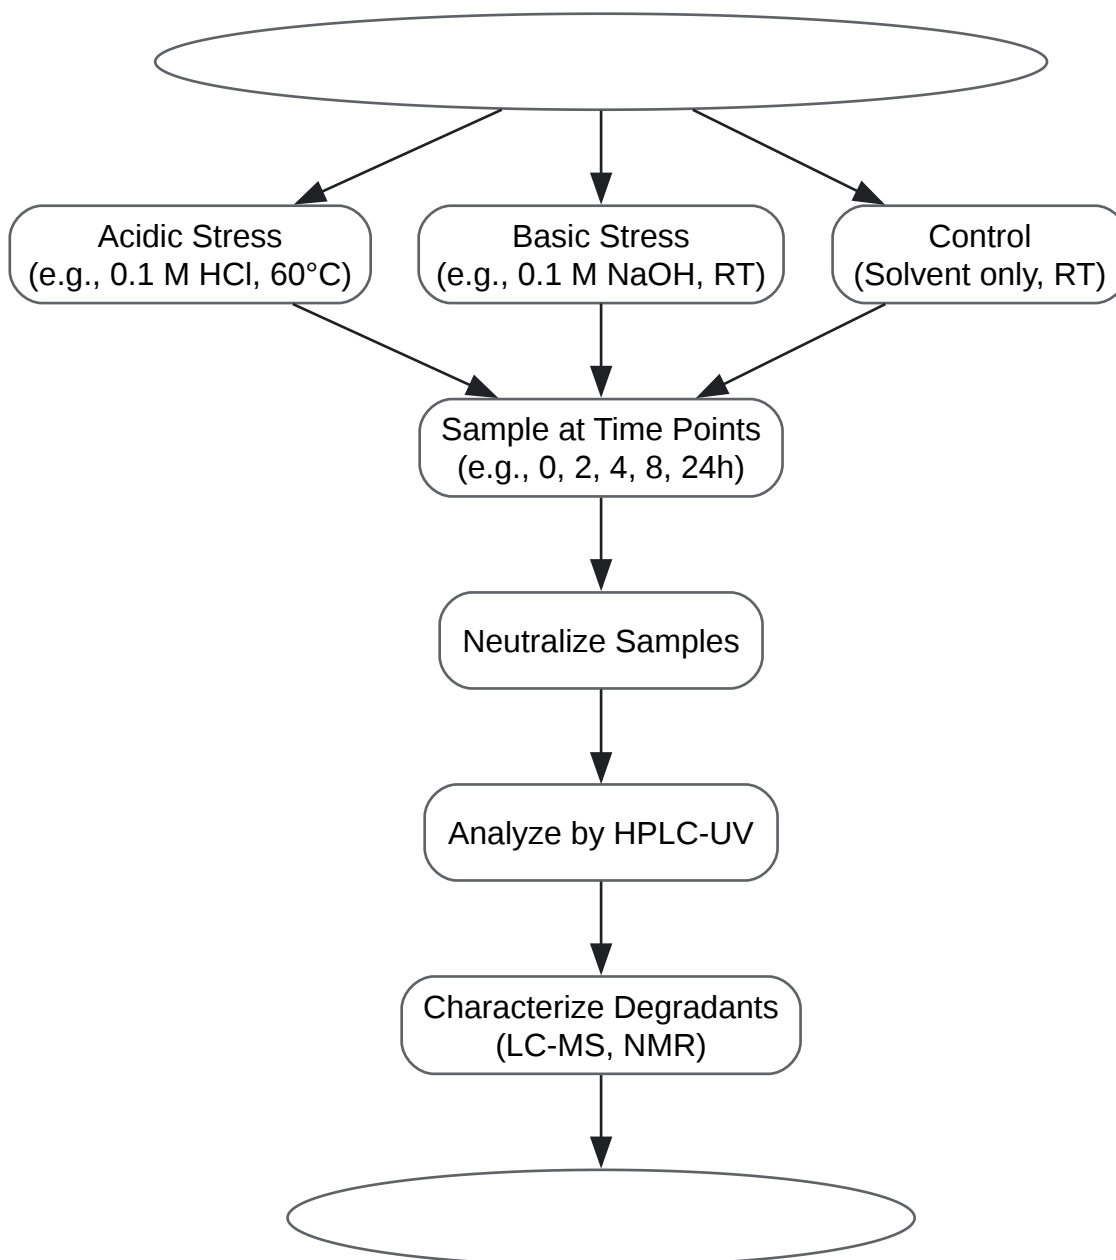 Acidic Stress
(e.g., 0.1 M HCl, 60°C)
Basic Stress
(e.g., 0.1 M NaOH, RT)
Control
(Solvent only, RT)
Sample at Time Points
(e.g., 0, 2, 4, 8, 24h)
Neutralize Samples
Analyze by HPLC-UV
Characterize Degradants
(LC-MS, NMR)